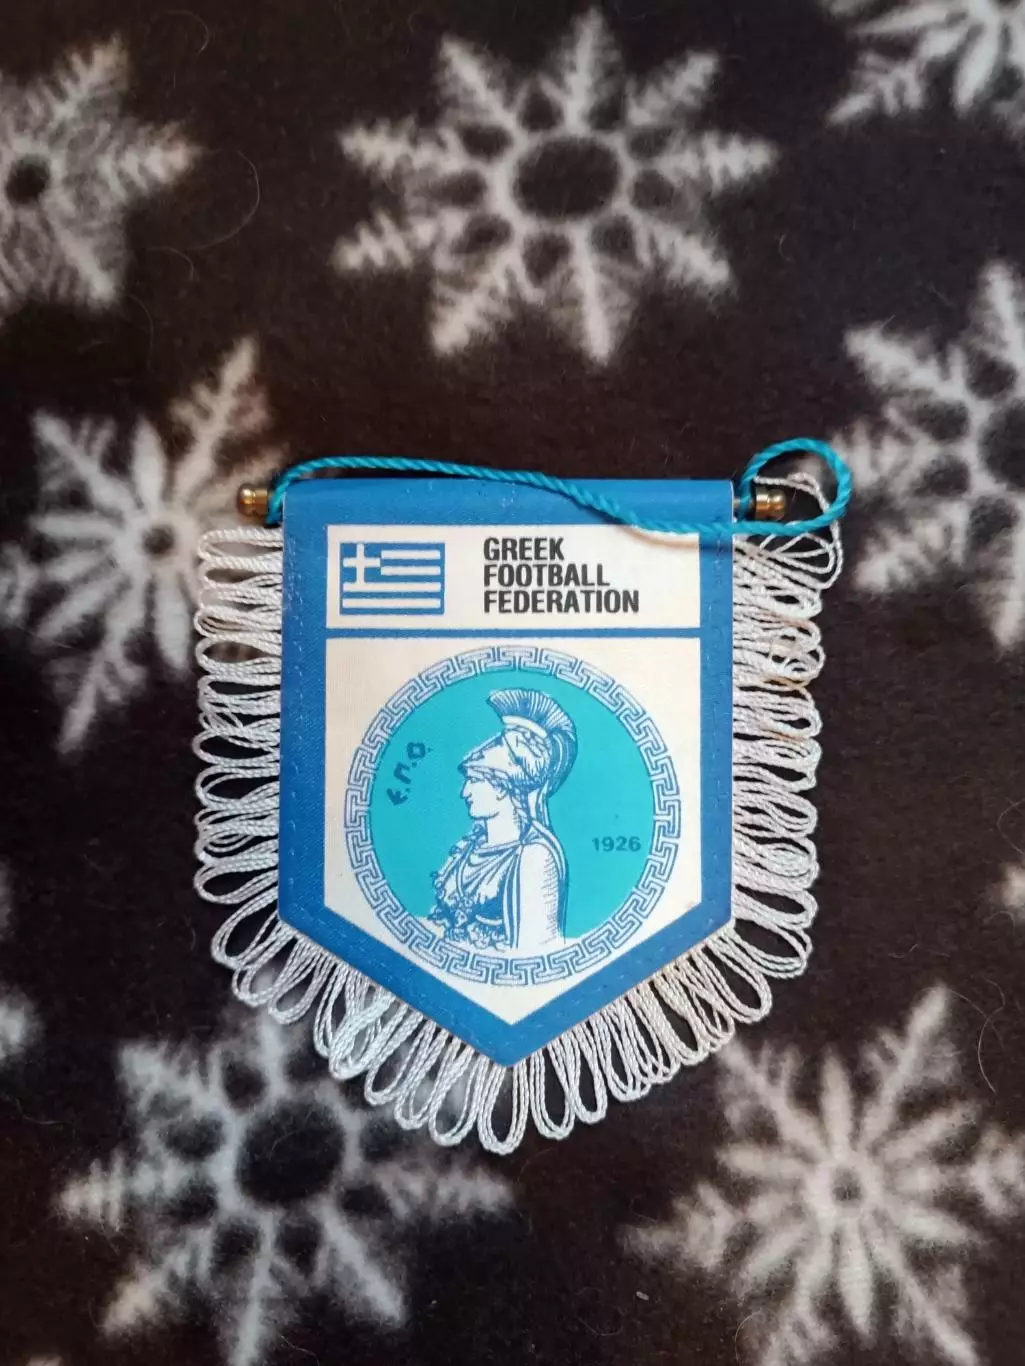 GREEK
FOOTBALL
FEDERATION
ε.π.ο.
1926